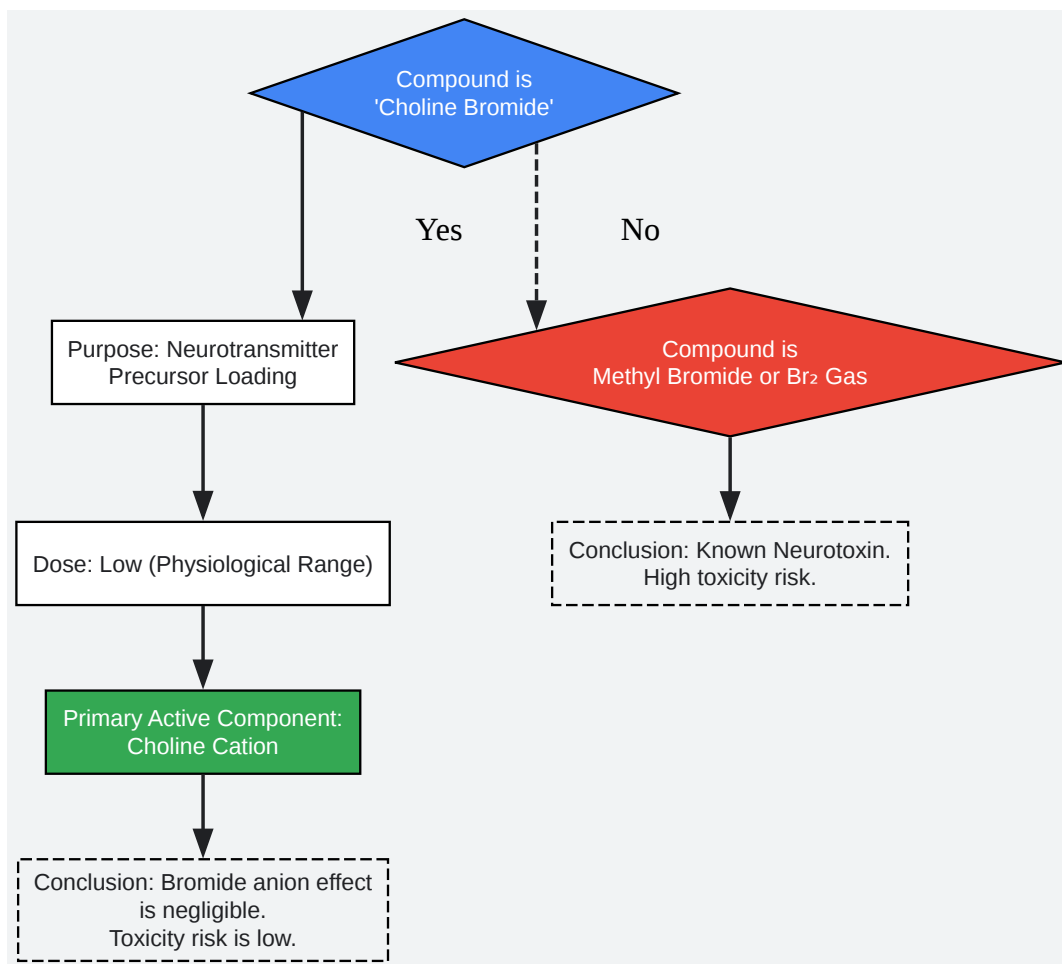 Compound is
'Choline Bromide'
Yes
No
Purpose: Neurotransmitter
Precursor Loading
Compound is
Methyl Bromide or Br₂ Gas
Dose: Low (Physiological Range)
Conclusion: Known Neurotoxin.
High toxicity risk.
Primary Active Component:
Choline Cation
Conclusion: Bromide anion effect
is negligible.
Toxicity risk is low.